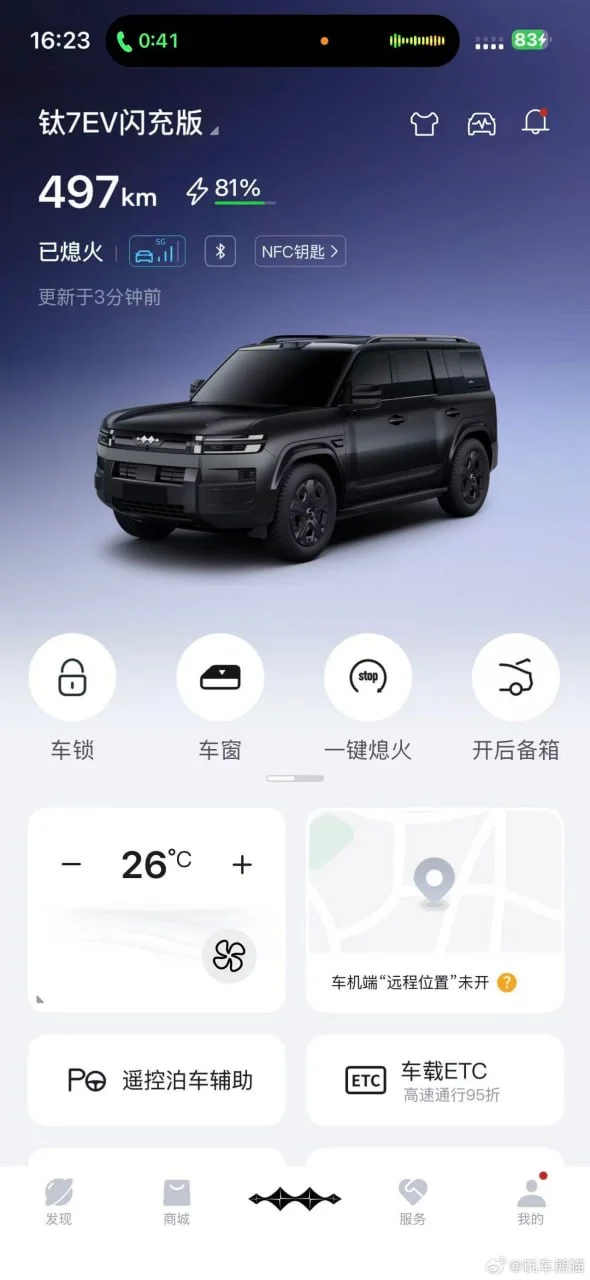 16:23
0:41
83
钛7EV闪充版
497km
81%
已熄火
5G
NFC钥匙
更新于3分钟前
车锁
车窗
stop
一键熄火
开后备箱
26°C
车机端“远程位置”未开
?
P
遥控泊车辅助
ETC
车载ETC
高速通行95折
发现
商城
服务
我的
@玩车熊猫